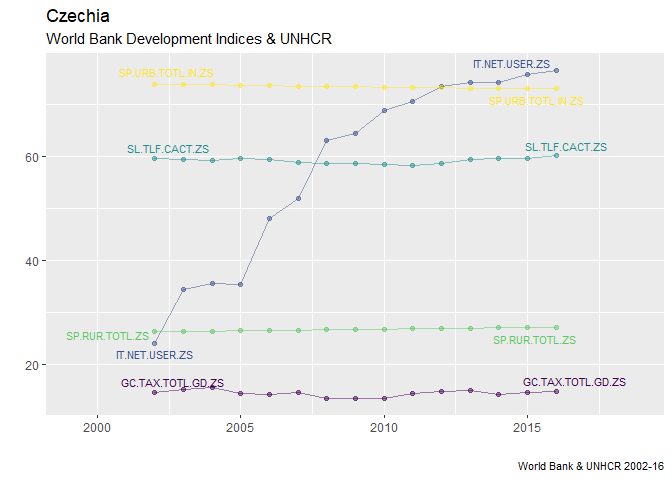 Czechia
World Bank Development Indices & UNHCR
IT.NET.USER.ZS
SP.URB.TOTL.IN.ZS
SP.URB.TOTL.IN.ZS
60
SL.TLF.CACT.ZS
SL.TLF.CACT.ZS
40
SP.RUR.TOTL.ZS
SP.RUR.TOTL.ZS
IT.NET.USER.ZS
20
GC.TAX.TOTL.GD.ZS
GC.TAX.TOTL.GD.ZS
2000
2005
2010
2015
World Bank & UNHCR 2002-16